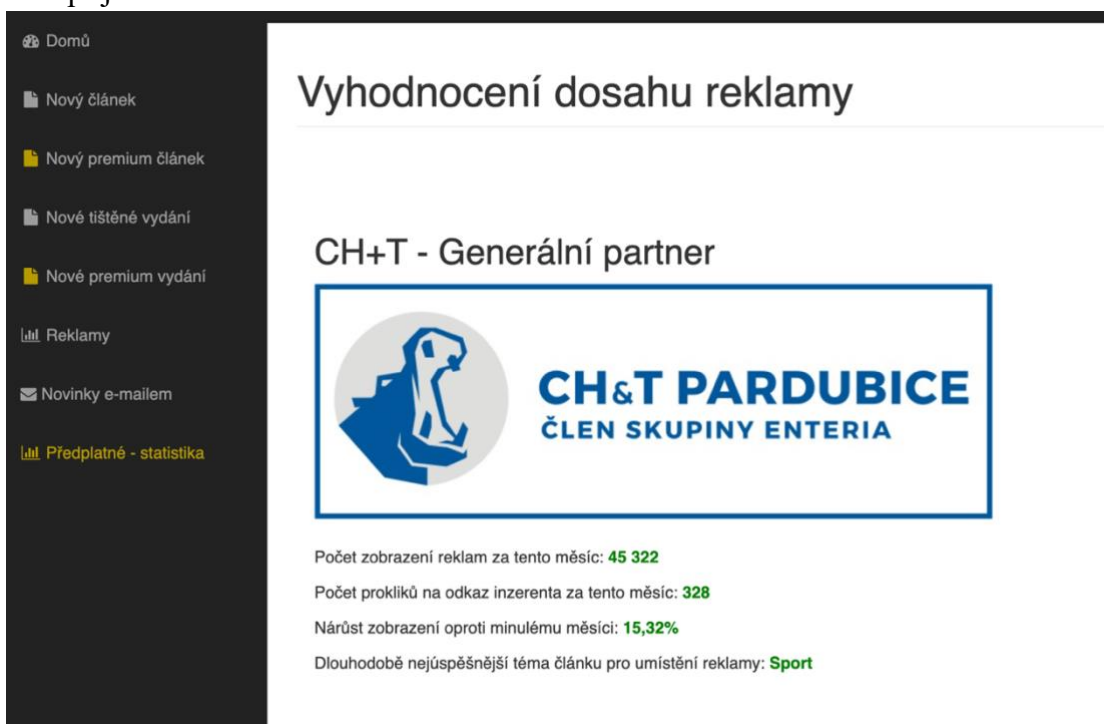 Domů
Nový článek
Nový premium článek
Nové tištěné vydání
Nové premium vydání
Reklamy
Novinky e-mailem
Předplatné - statistika
Vyhodnocení dosahu reklamy
CH+T - Generální partner
CH&T PARDUBICE
ČLEN SKUPINY ENTERIA
Počet zobrazení reklam za tento měsíc: 45 322
Počet prokliků na odkaz inzerenta za tento měsíc: 328
Nárůst zobrazení oproti minulému měsíci: 15,32%
Dlouhodobě nejúspěšnější téma článku pro umístění reklamy: Sport